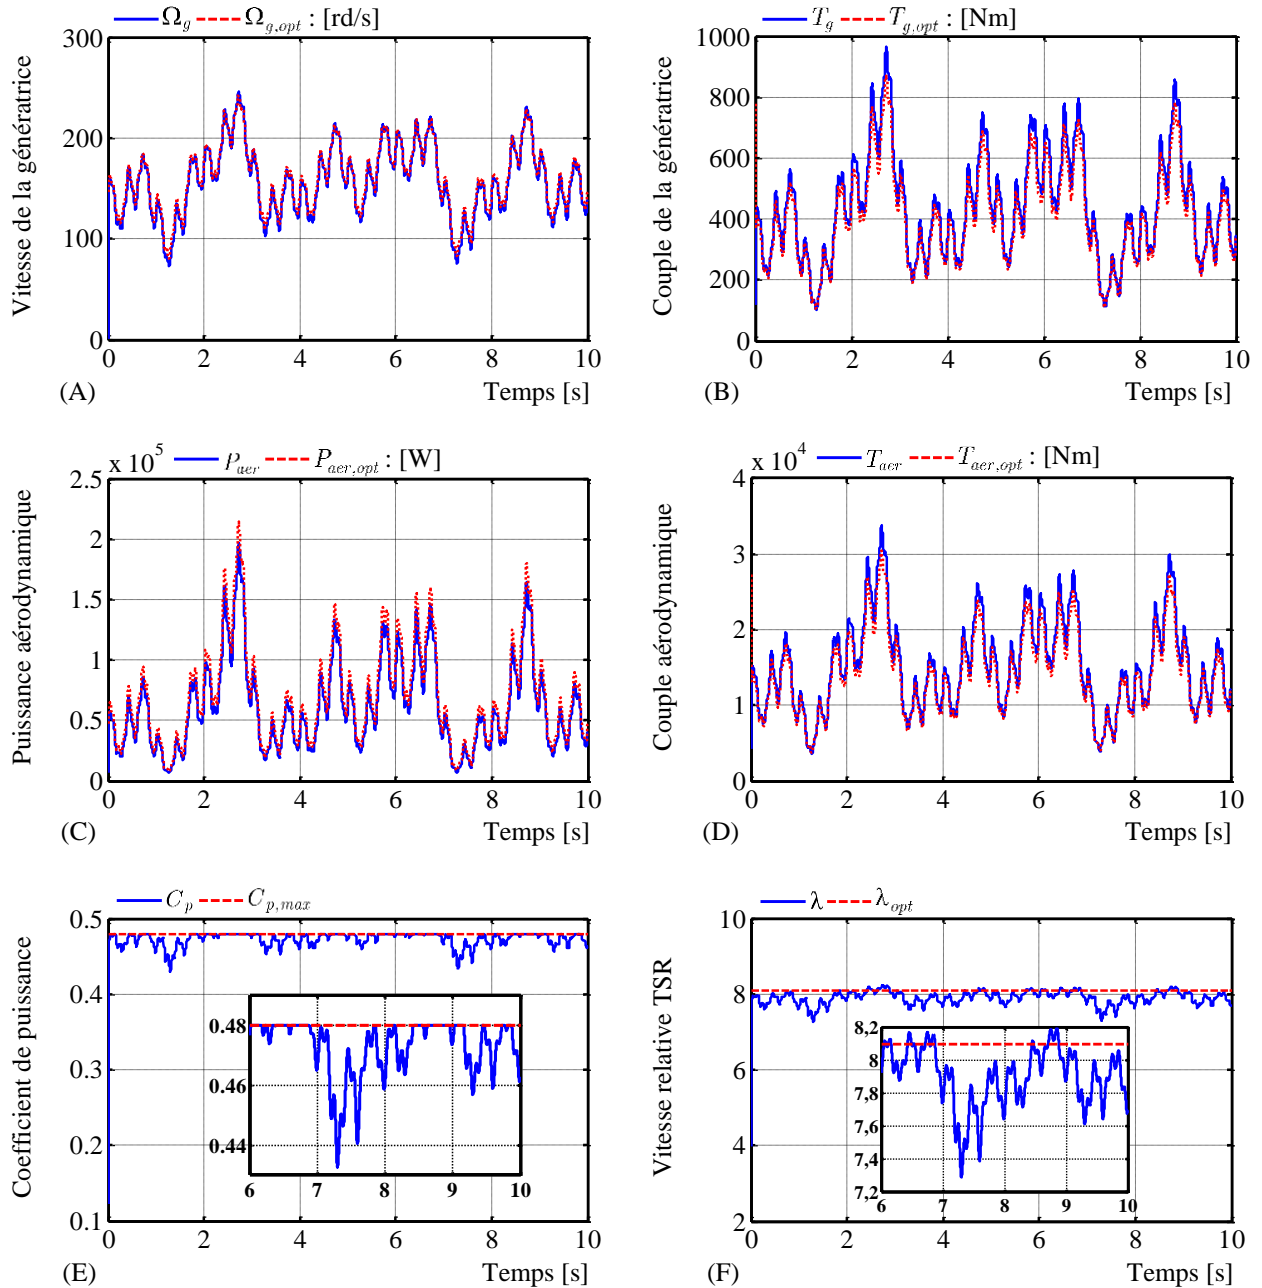 Ω_g Ω_g,opt : [rd/s]
Vitesse de la génératrice
300
200
100
0
0 2 4 6 8 10
Temps [s]
(A)
T_g T_g,opt : [Nm]
Couple de la génératrice
1000
800
600
400
200
0
0 2 4 6 8 10
Temps [s]
(B)
x 10^5 P_aer P_aer,opt : [W]
Puissance aérodynamique
2.5
2
1.5
1
0.5
0
0 2 4 6 8 10
Temps [s]
(C)
x 10^4 T_aer T_aer,opt : [Nm]
Couple aérodynamique
4
3
2
1
0
0 2 4 6 8 10
Temps [s]
(D)
C_p C_p,max
Coefficient de puissance
0.5
0.4
0.3
0.2
0.1
0.48
0.46
0.44
6 7 8 9 10
0 2 4 6 8 10
Temps [s]
(E)
λ λ_opt
Vitesse relative TSR
10
8
6
4
2
8,2
8
7,8
7,6
7,4
7,2
6 7 8 9 10
0 2 4 6 8 10
Temps [s]
(F)